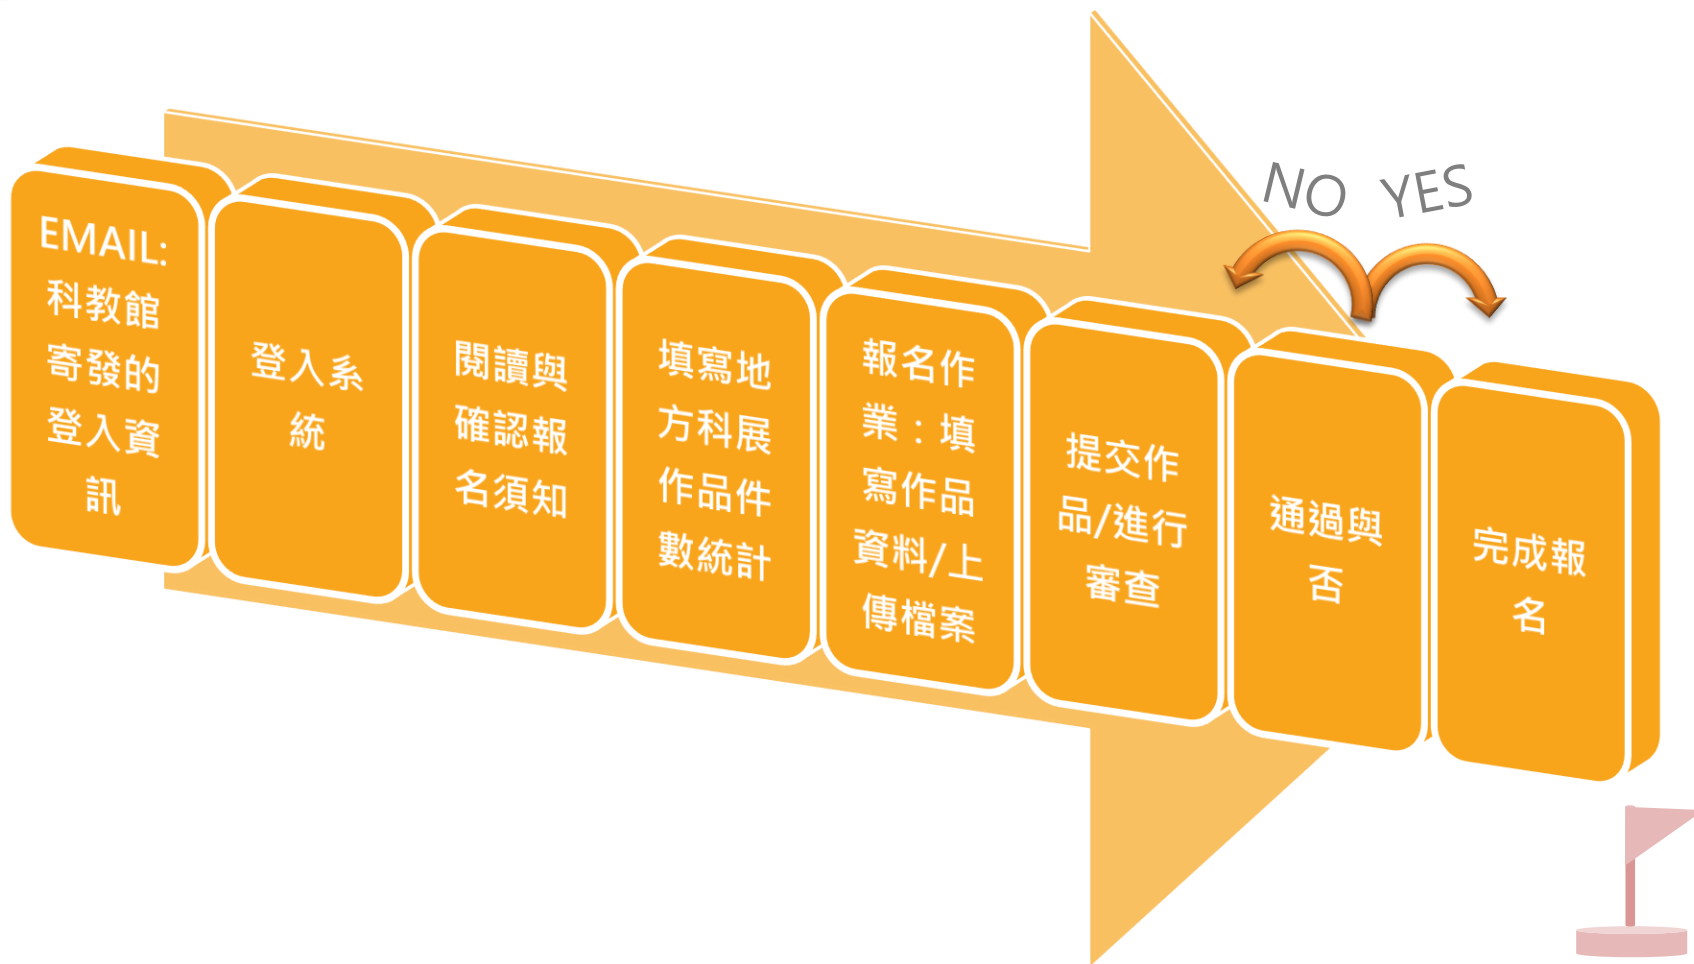 NO YES
EMAIL:
科教館
寄發的
登入資
訊
登入系
統
閱讀與
確認報
名須知
填寫地
方科展
作品件
數統計
報名作
業：填
寫作品
資料/上
傳檔案
提交作
品/進行
審查
通過與
否
完成報
名